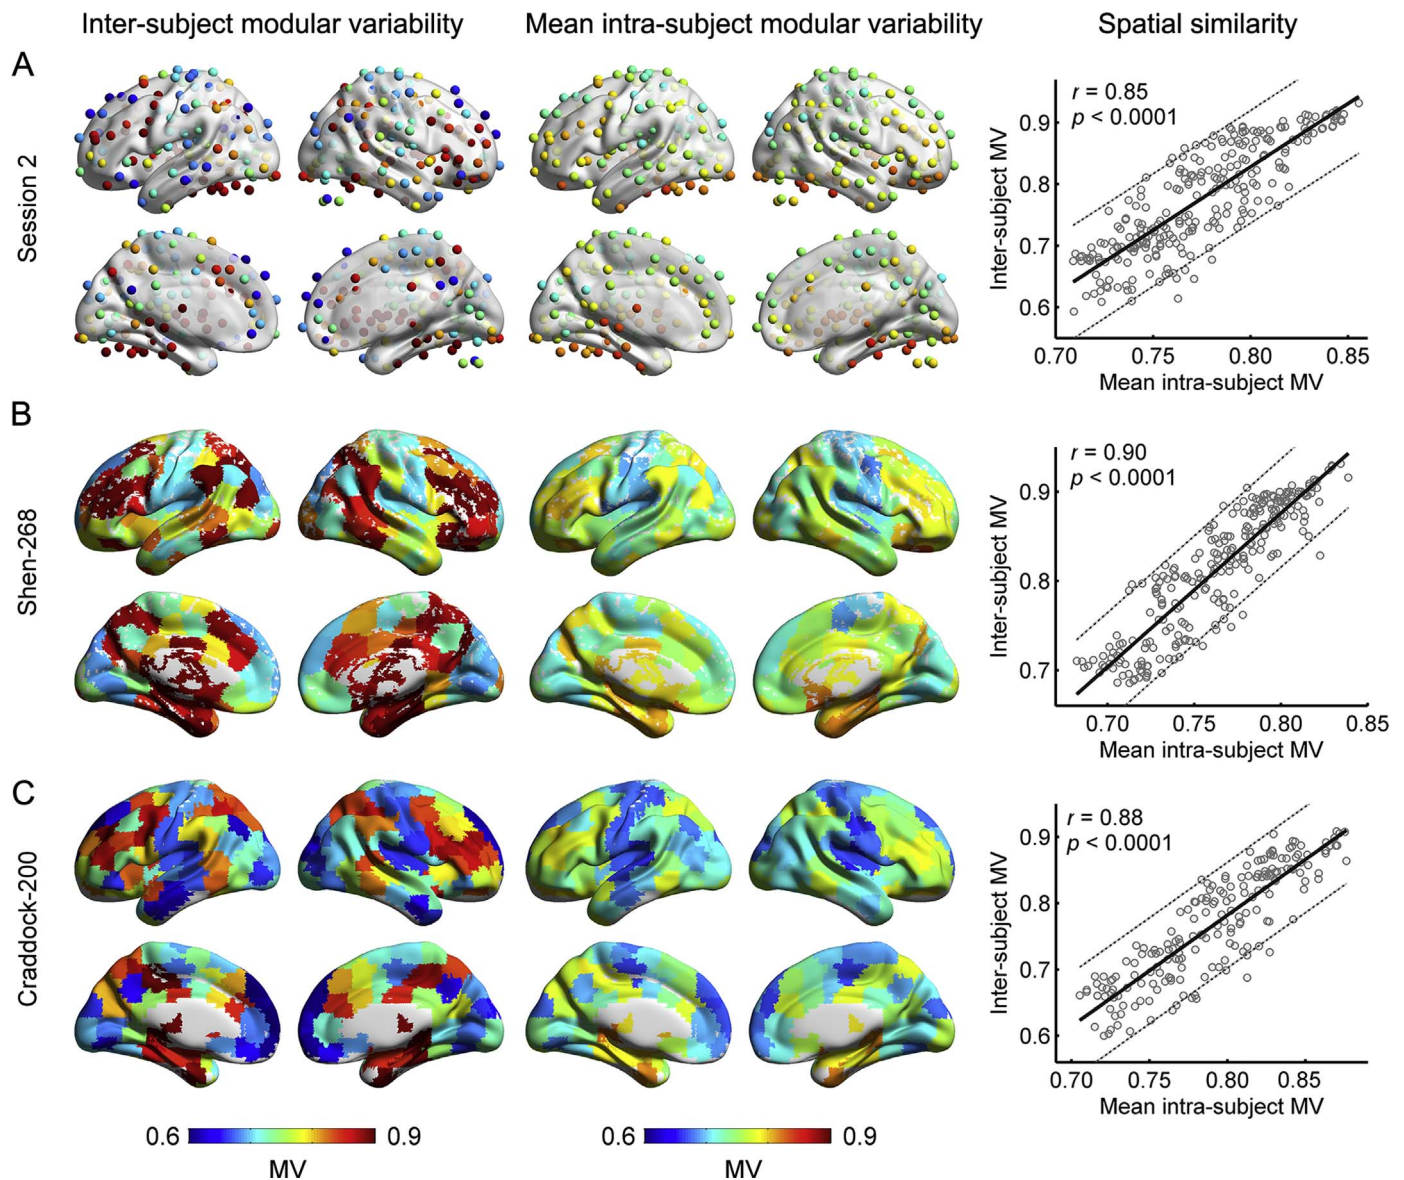 Inter-subject modular variability
Mean intra-subject modular variability
Spatial similarity
A
Session 2
r = 0.85
p < 0.0001
Inter-subject MV
0.9
0.8
0.7
0.6
0.70 0.75 0.80 0.85
Mean intra-subject MV
B
Shen-268
r = 0.90
p < 0.0001
Inter-subject MV
0.9
0.8
0.7
0.70 0.75 0.80 0.85
Mean intra-subject MV
C
Craddock-200
r = 0.88
p < 0.0001
Inter-subject MV
0.9
0.8
0.7
0.6
0.70 0.75 0.80 0.85
Mean intra-subject MV
0.6 0.9
MV
0.6 0.9
MV